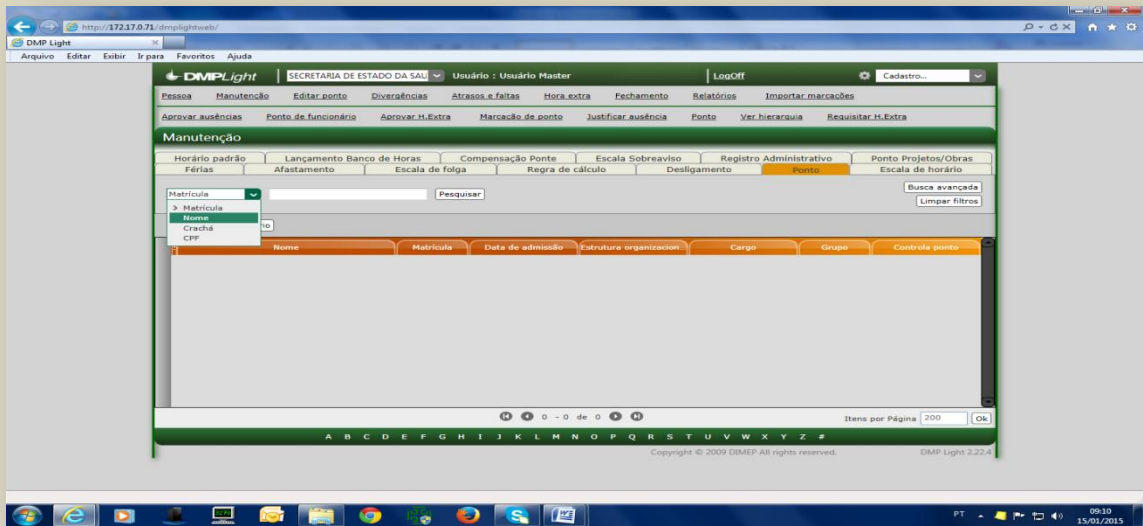 http://172.17.0.71/dmplightweb/
DMP Light
Arquivo Editar Exibir Ir para Favoritos Ajuda
DMPLight SECRETARIA DE ESTADO DA SAU Usuário : Usuário Master LogOff Cadastro...
Pessoa Manutenção Editar ponto Divergências Atrasos e faltas Hora extra Fechamento Relatórios Importar marcações
Aprovar ausências Ponto de funcionário Aprovar H.Extra Marcação de ponto Justificar ausência Ponto Ver hierarquia Requisitar H.Extra
Manutenção
Horário padrão Lançamento Banco de Horas Compensação Ponte Escala Sobreaviso Registro Administrativo Ponto Projetos/Obras
Férias Afastamento Escala de folga Regra de cálculo Desligamento Ponto Escala de horário
Matrícula Pesquisar Busca avançada
Limpar filtros
> Matrícula
Nome
Crachá
CPF
Nome Matrícula Data de admissão Estrutura organizacion Cargo Grupo Controla ponto
0 - 0 de 0 Itens por Página 200 Ok
A B C D E F G H I J K L M N O P Q R S T U V W X Y Z #
Copyright © 2009 DIMEP All rights reserved. DMP Light 2.22.4
PT 09:10
15/01/2015